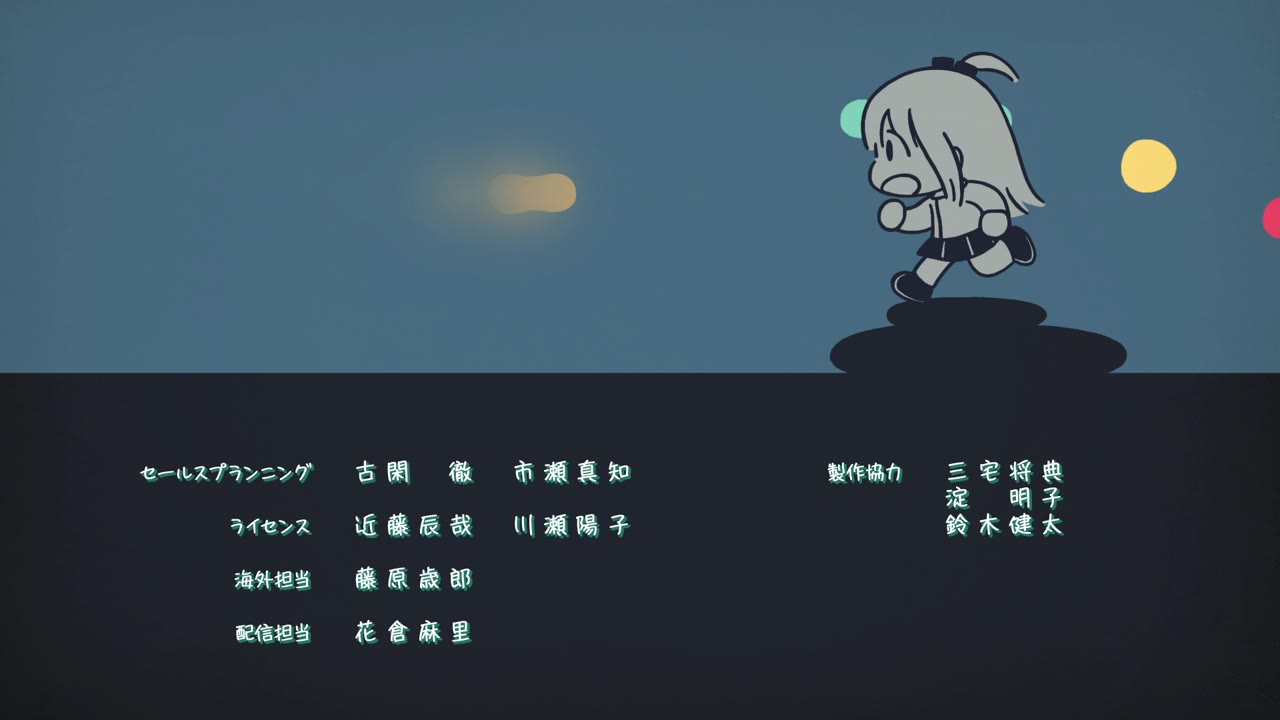 セールスプランニング 古閑 徹 市瀬真知
ライセンス 近藤辰哉 川瀬陽子
海外担当 藤原歳郎
配信担当 花倉麻里
製作協力 三宅将典
淀 明子
鈴木健太